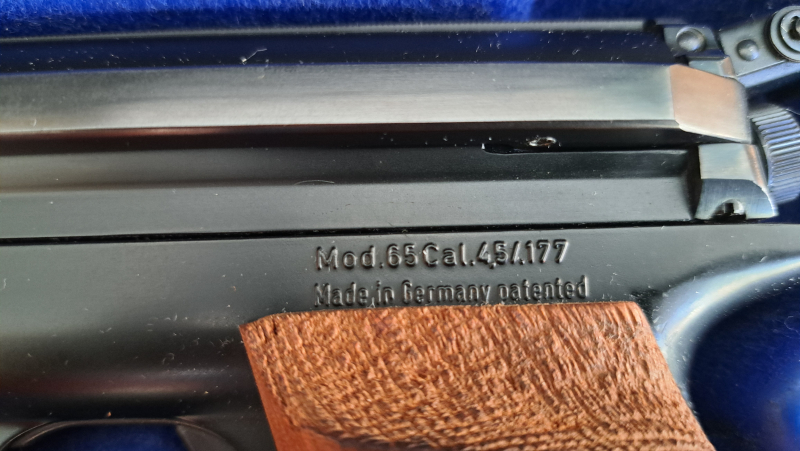 Mod.65 Cal.4,5/.177
Made in Germany patented